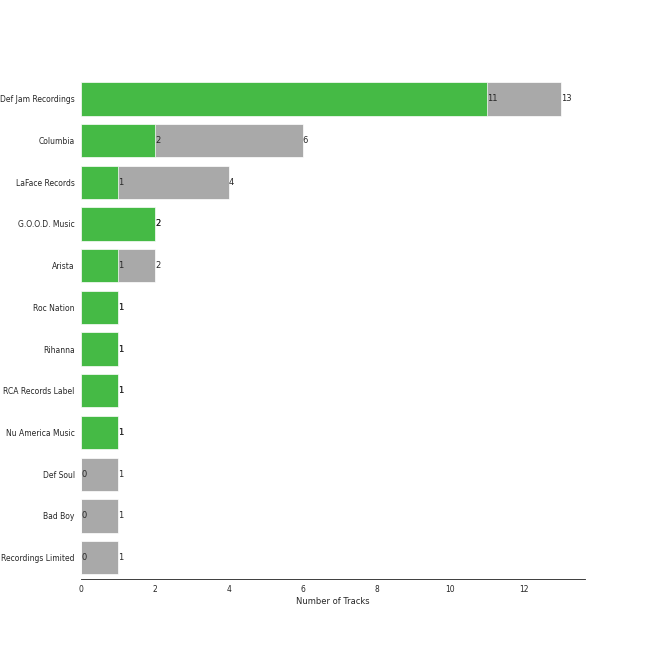 Def Jam Recordings 11 13
Columbia 2 6
LaFace Records 1 4
G.O.O.D. Music 2
Arista 1 2
Roc Nation 1
Rihanna 1
RCA Records Label 1
Nu America Music 1
Def Soul 0 1
Bad Boy 0 1
Recordings Limited 0 1
0 2 4 6 8 10 12
Number of Tracks